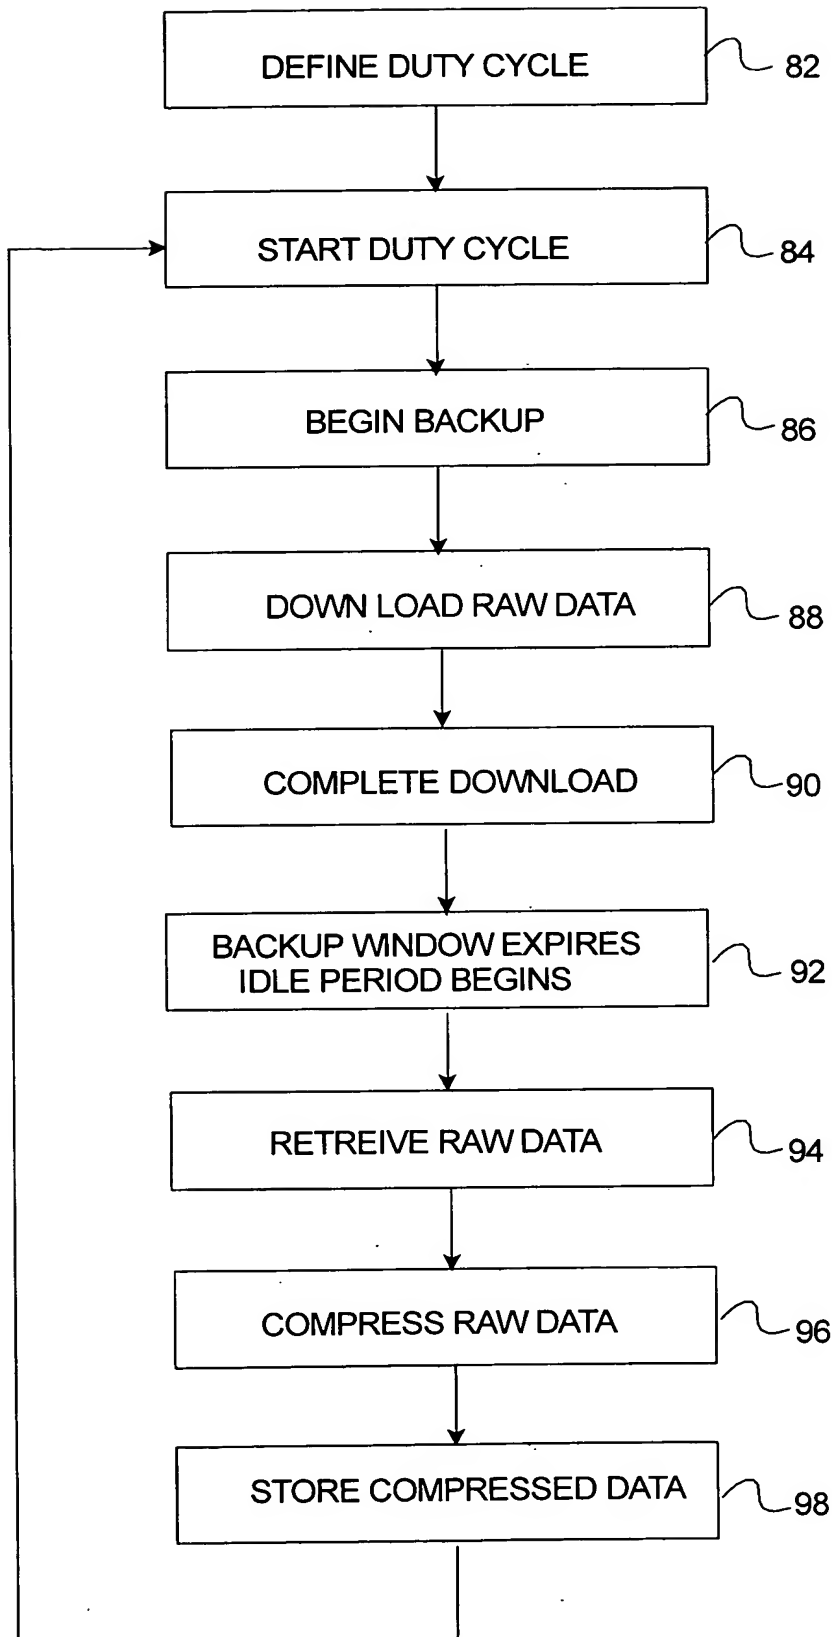 DEFINE DUTY CYCLE
82
START DUTY CYCLE
84
BEGIN BACKUP
86
DOWN LOAD RAW DATA
88
COMPLETE DOWNLOAD
90
BACKUP WINDOW EXPIRES
IDLE PERIOD BEGINS
92
RETREIVE RAW DATA
94
COMPRESS RAW DATA
96
STORE COMPRESSED DATA
98